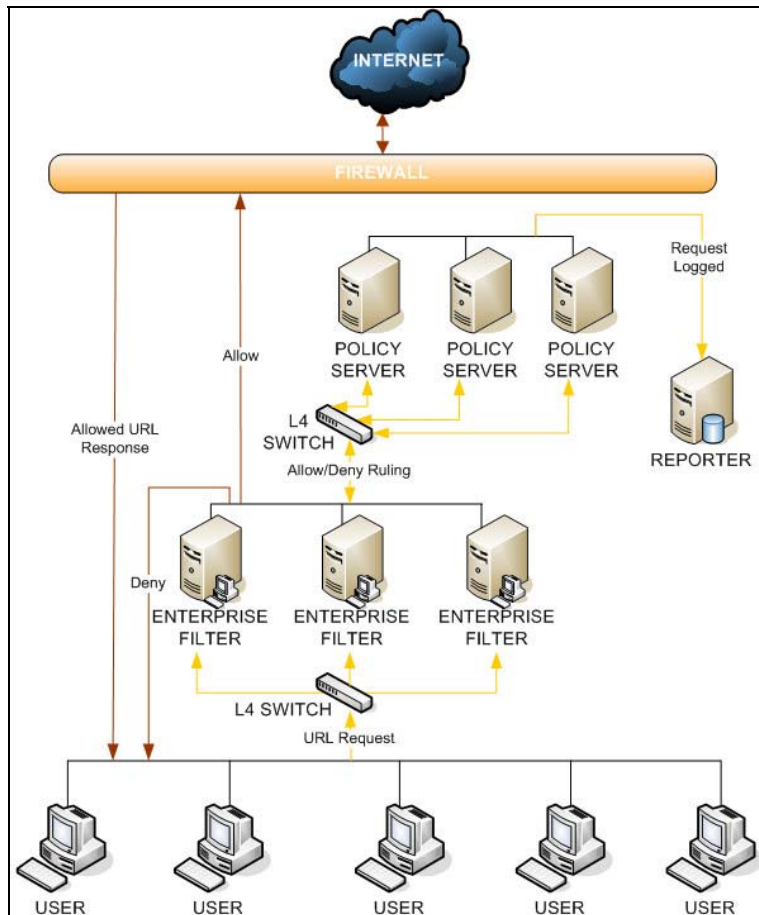 INTERNET
FIREWALL
Request
Logged
POLICY
SERVER
POLICY
SERVER
POLICY
SERVER
Allow
L4
SWITCH
Allowed URL
Response
REPORTER
Allow/Deny Ruling
Deny
ENTERPRISE
FILTER
ENTERPRISE
FILTER
ENTERPRISE
FILTER
L4 SWITCH
URL Request
USER
USER
USER
USER
USER